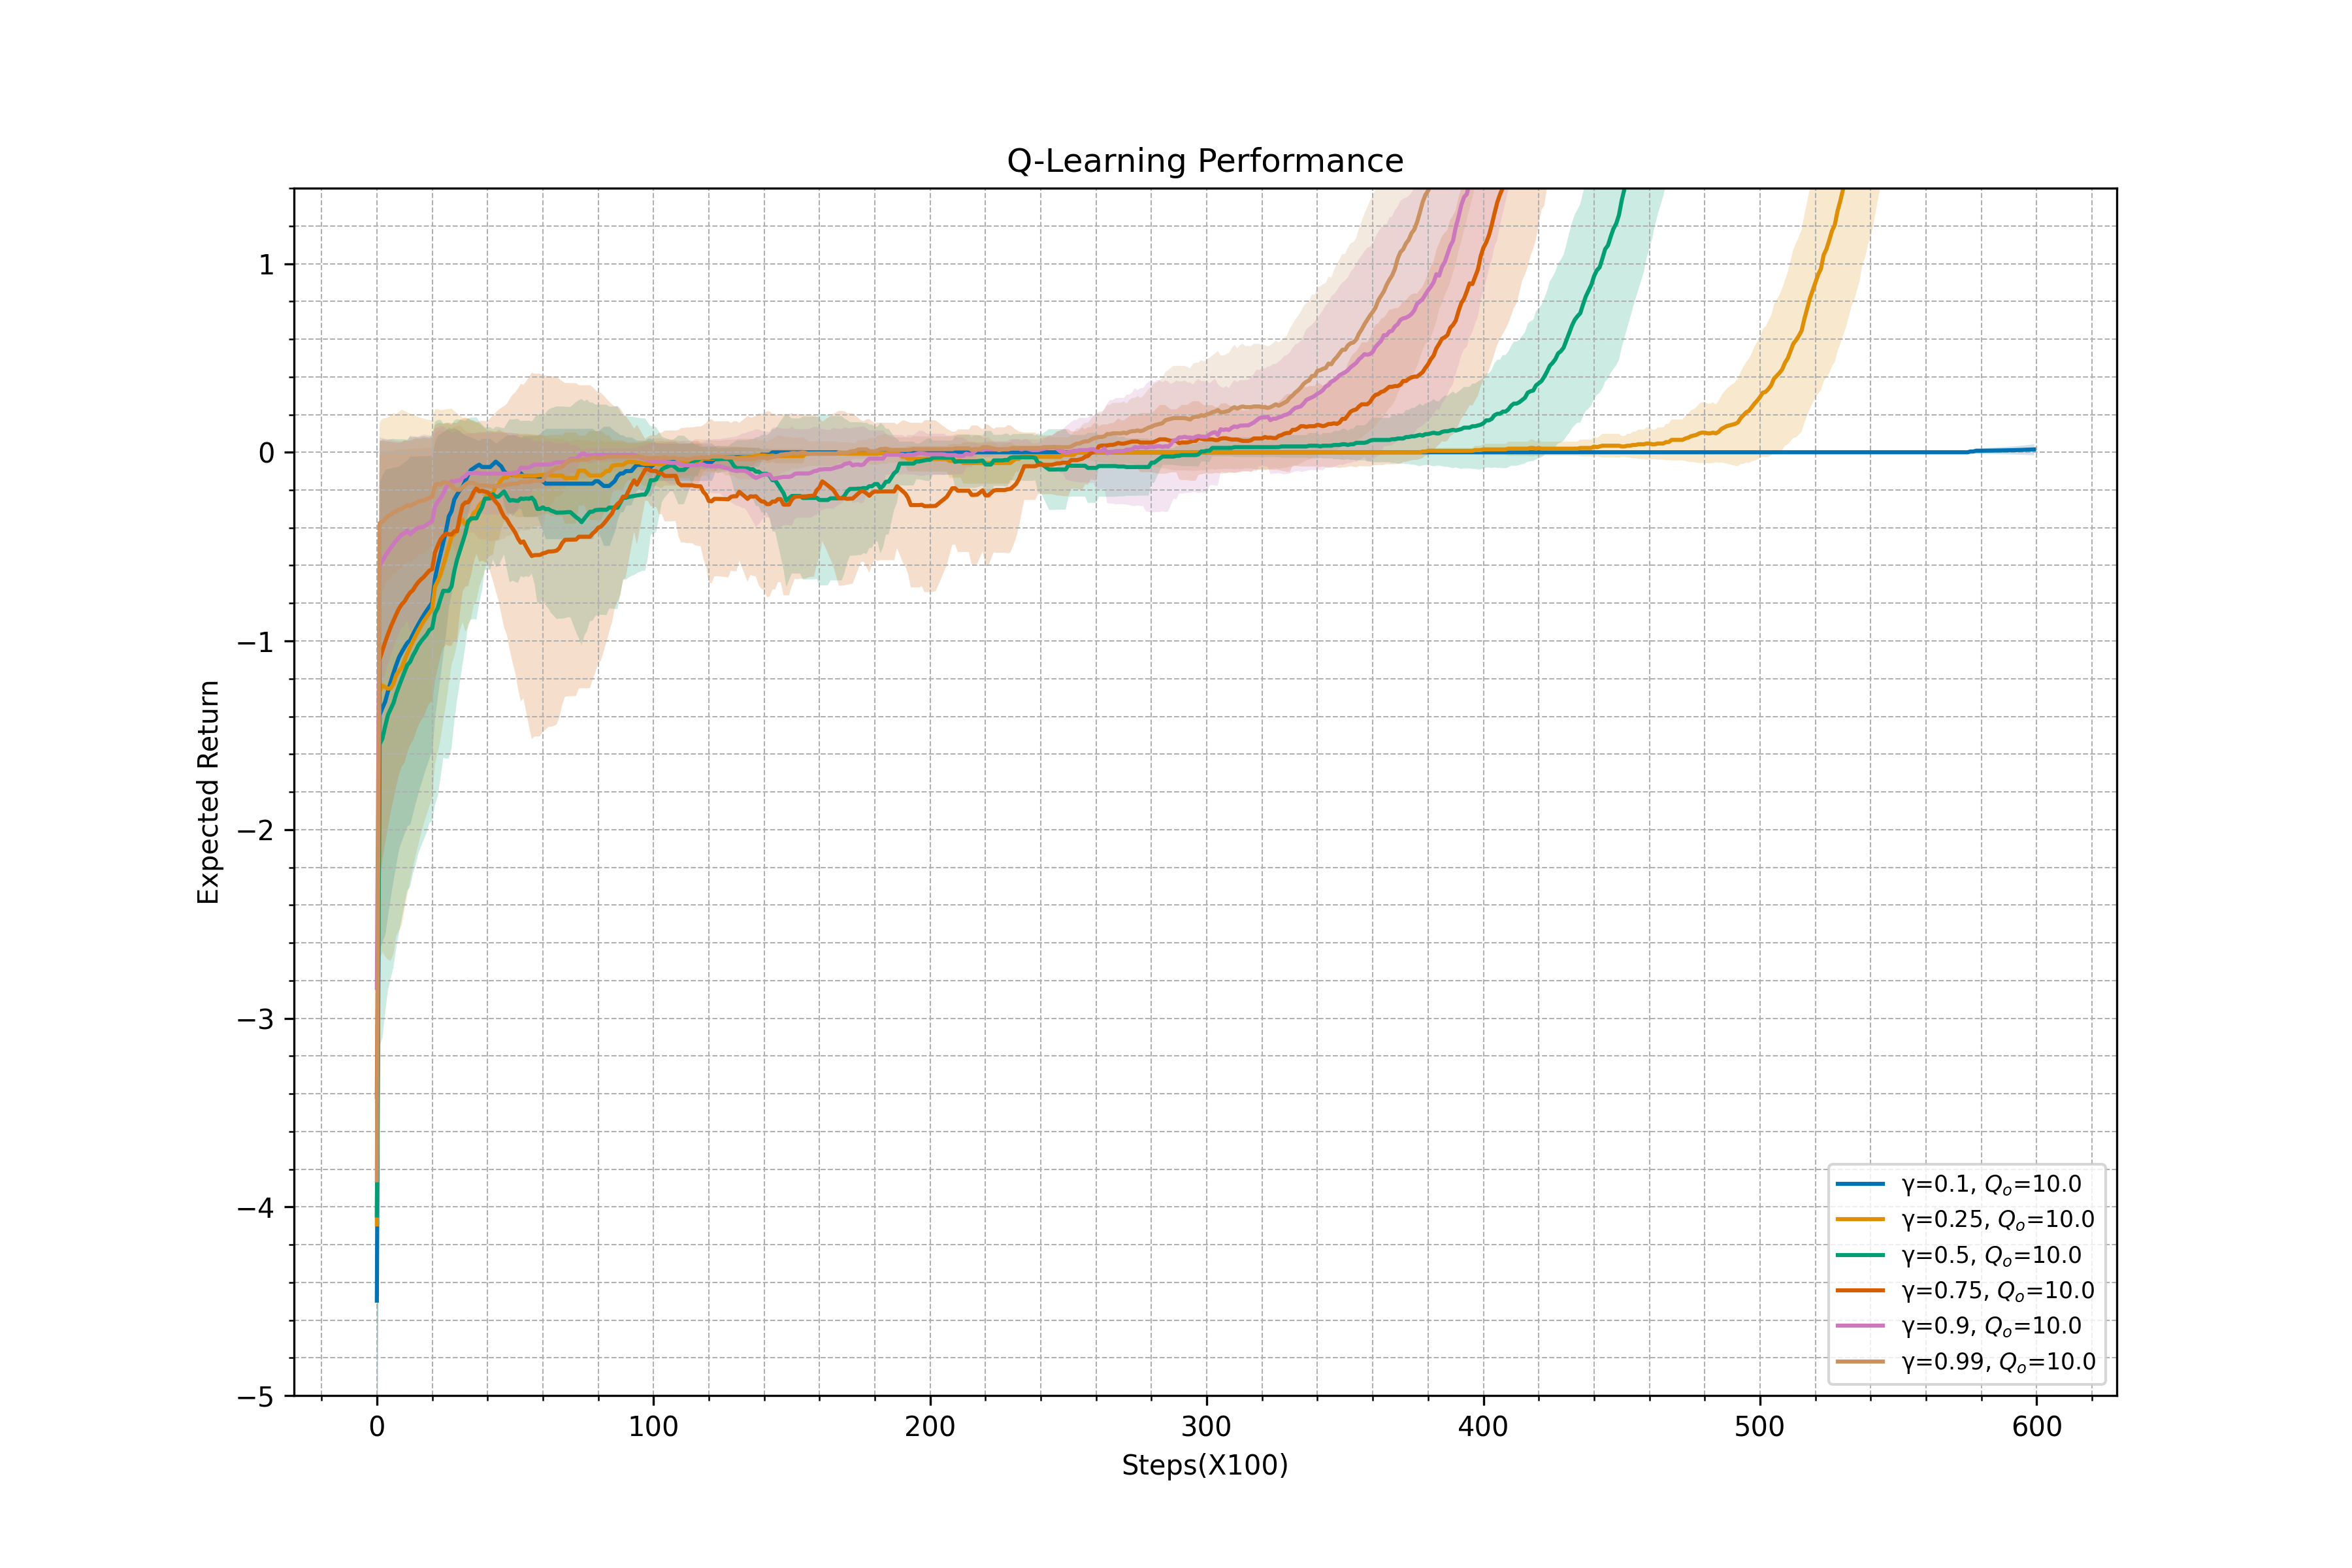 Q-Learning Performance
1
0
−1
−2
−3
−4
−5
Expected Return
0 100 200 300 400 500 600
Steps(X100)
γ=0.1, Qo=10.0
γ=0.25, Qo=10.0
γ=0.5, Qo=10.0
γ=0.75, Qo=10.0
γ=0.9, Qo=10.0
γ=0.99, Qo=10.0